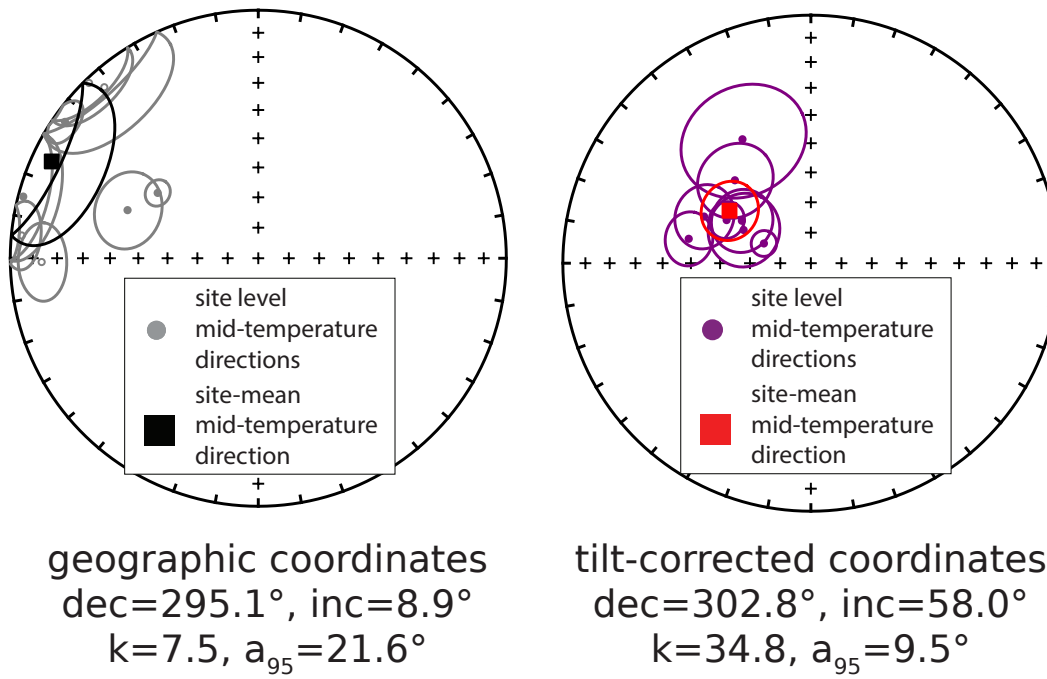 site level
mid-temperature
directions
site-mean
mid-temperature
direction
geographic coordinates
dec=295.1°, inc=8.9°
k=7.5, a95=21.6°
site level
mid-temperature
directions
site-mean
mid-temperature
direction
tilt-corrected coordinates
dec=302.8°, inc=58.0°
k=34.8, a95=9.5°